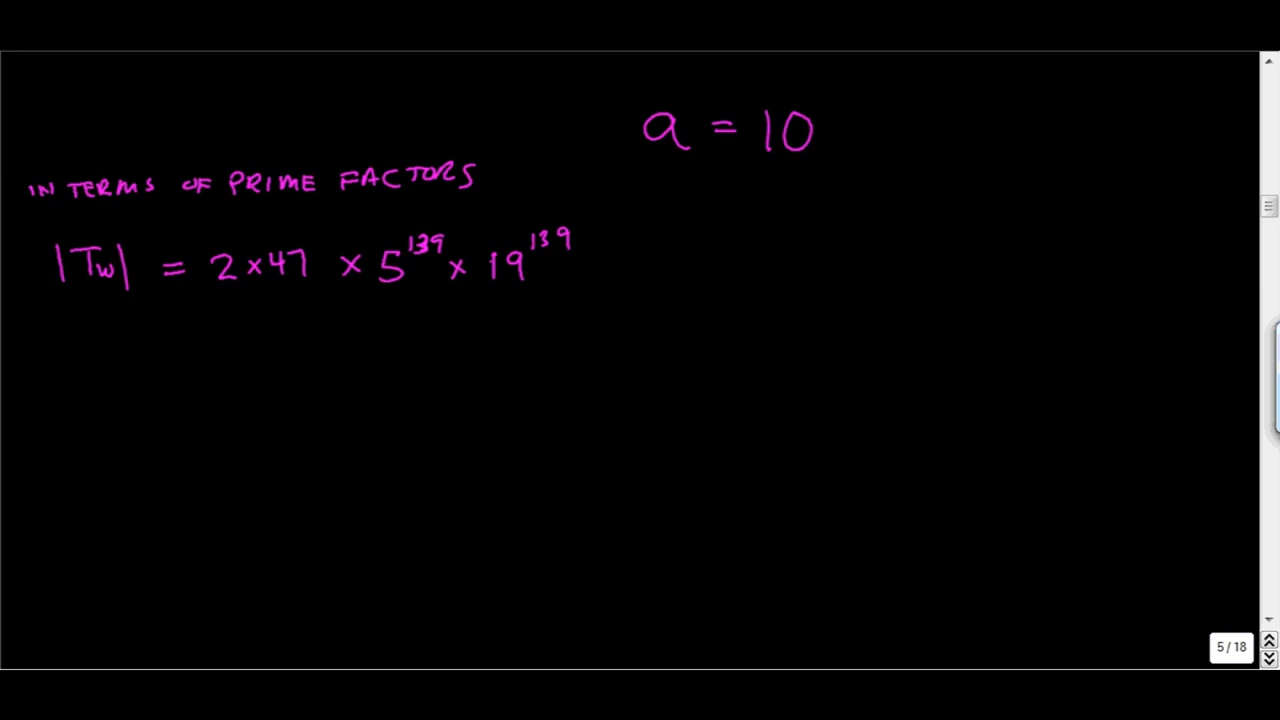 a = 10
IN TERMS OF PRIME FACTORS
|Tw| = 2 × 47 × 5^139 × 19^139
5 / 18